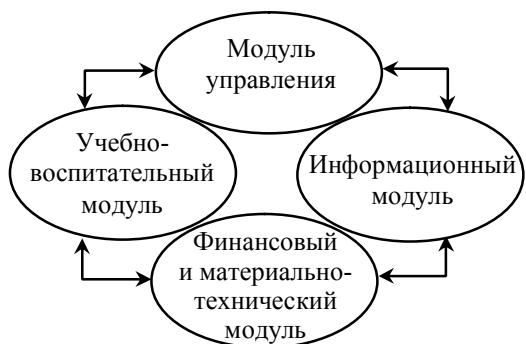 Модуль
управления
Учебно-
воспитательный
модуль
Информационный
модуль
Финансовый
и материально-
технический
модуль